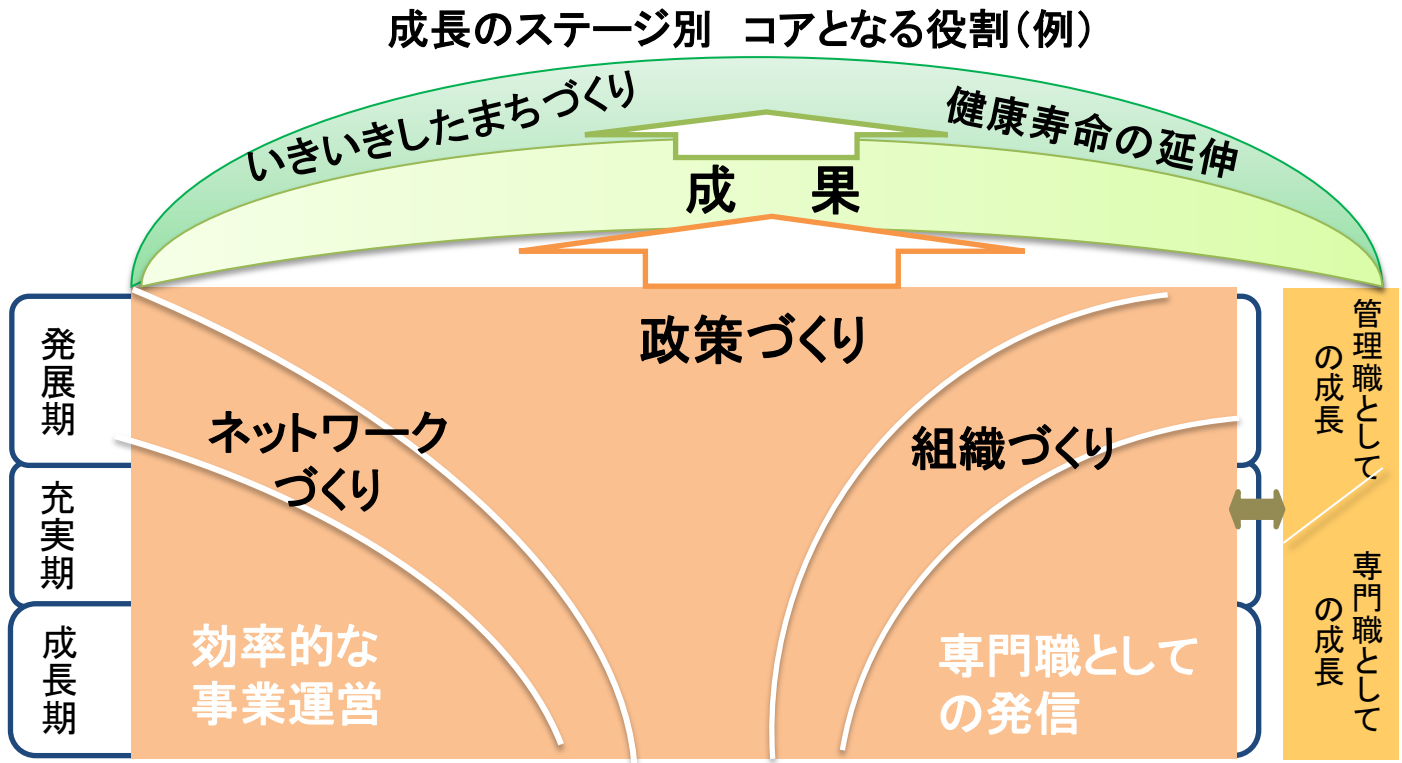 成長のステージ別　コアとなる役割（例）
いきいきしたまちづくり
健康寿命の延伸
成　果
政策づくり
発展期
充実期
成長期
ネットワーク
づくり
組織づくり
効率的な
事業運営
専門職として
の発信
管理職として
の成長
専門職として
の成長